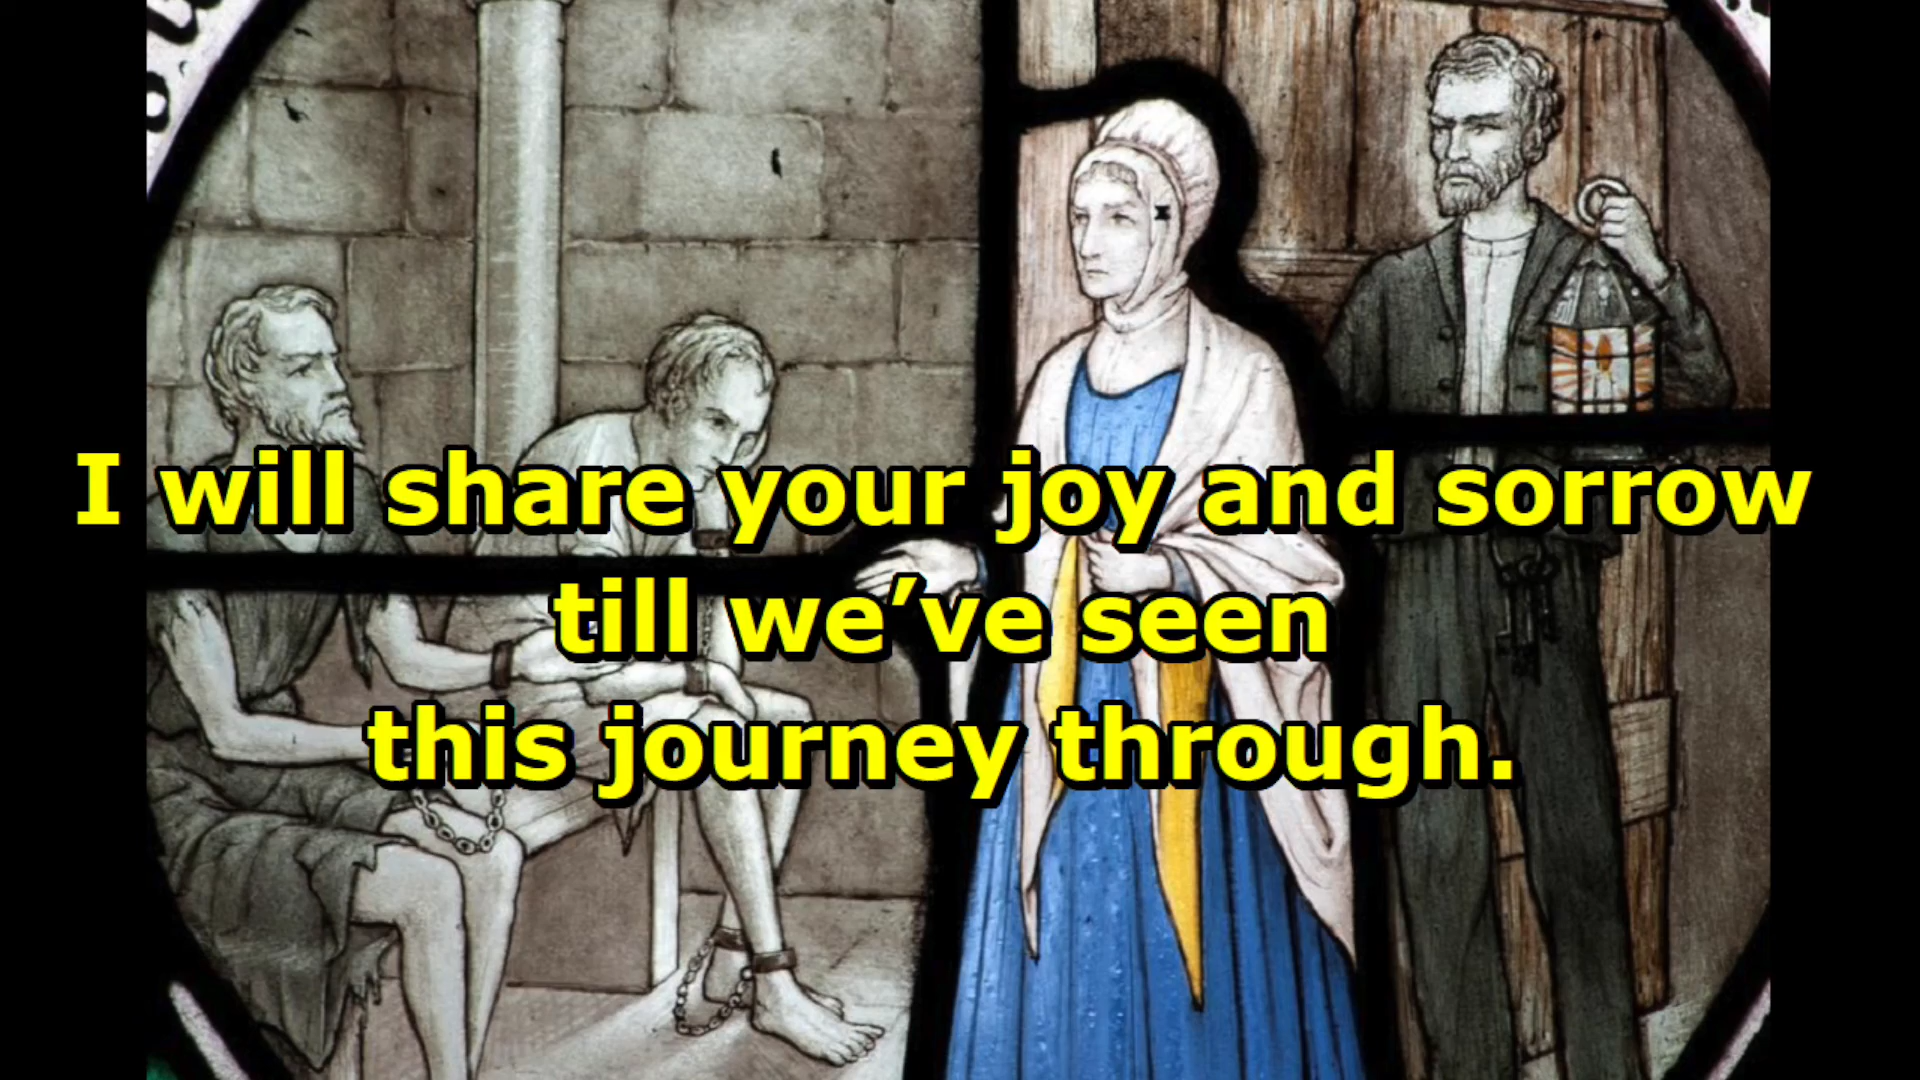 I will share your joy and sorrow
till we’ve seen
this journey through.